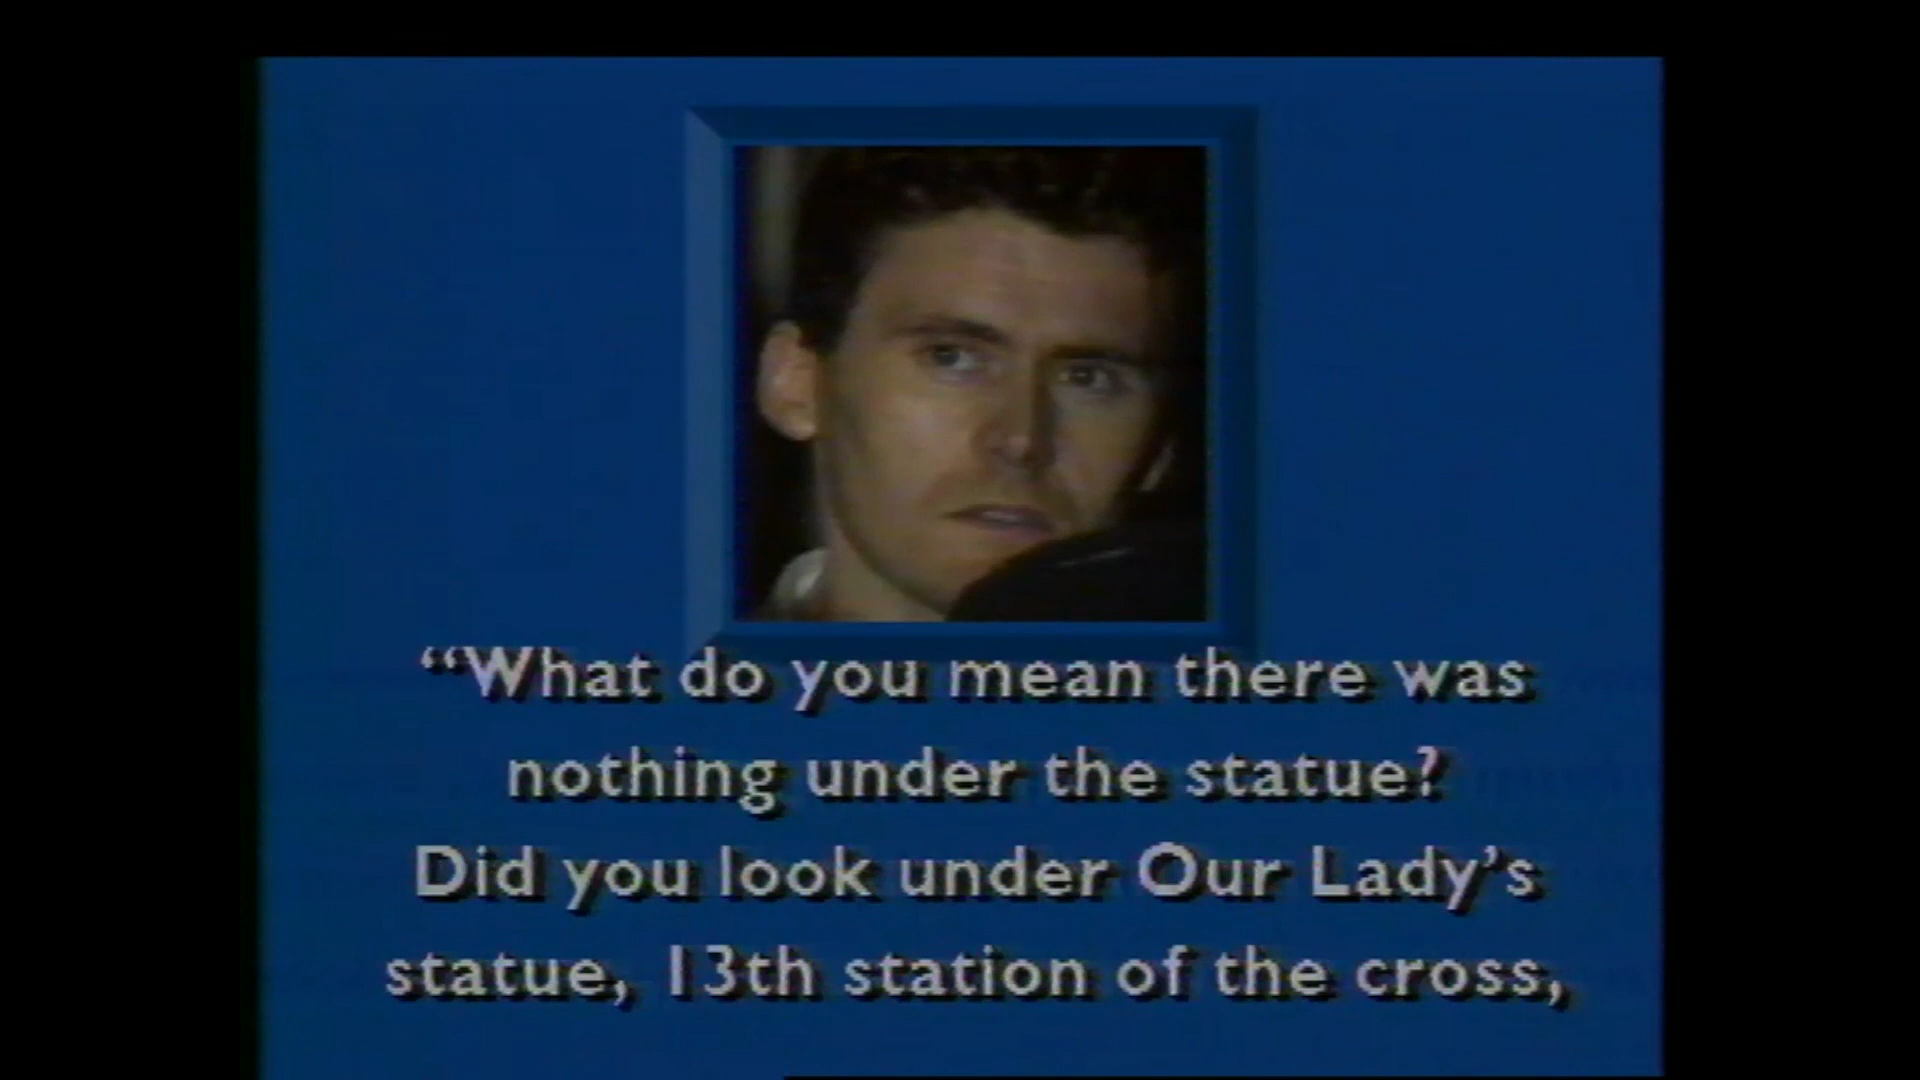 “What do you mean there was
nothing under the statue?
Did you look under Our Lady’s
statue, 13th station of the cross,